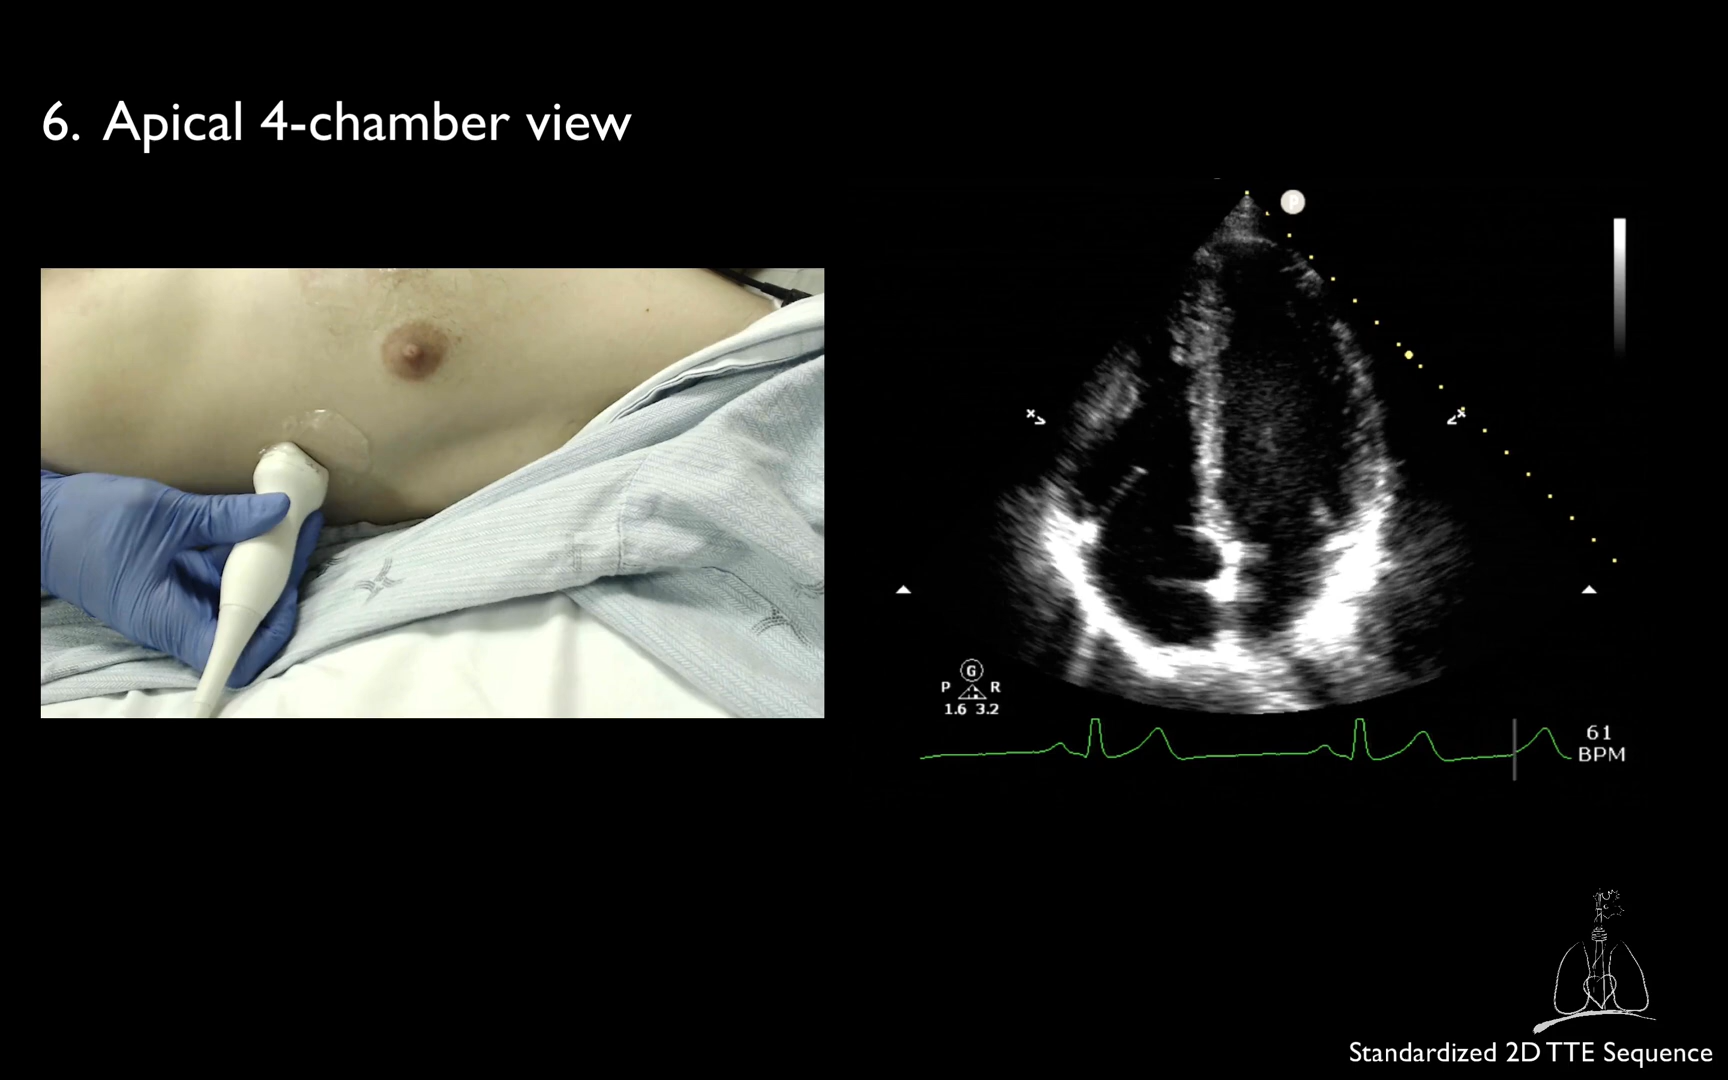 6. Apical 4-chamber view
P
G
P R
1.6 3.2
61
BPM
Standardized 2D TTE Sequence